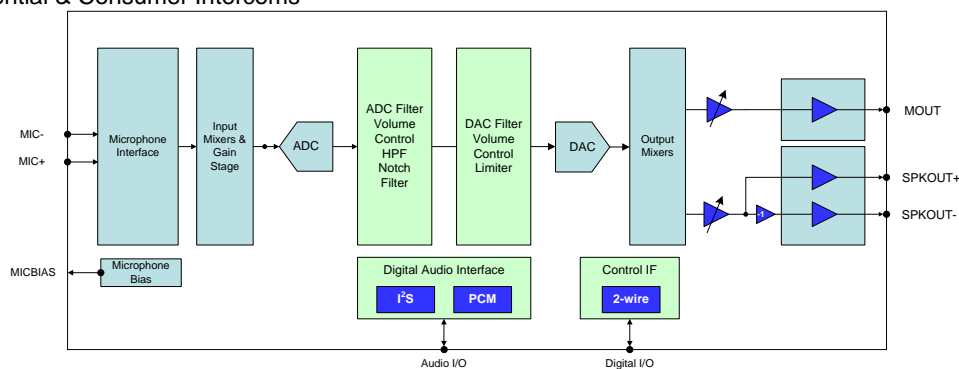 & Consumer Intercoms
MIC-
MIC+
MICBIAS
Microphone
Interface
Input
Mixers &
Gain
Stage
ADC
ADC Filter
Volume
Control
HPF
Notch
Filter
DAC Filter
Volume
Control
Limiter
DAC
Output
Mixers
-1
MOUT
SPKOUT+
SPKOUT-
Microphone
Bias
Digital Audio Interface
I²S
PCM
Control IF
2-wire
Audio I/O
Digital I/O